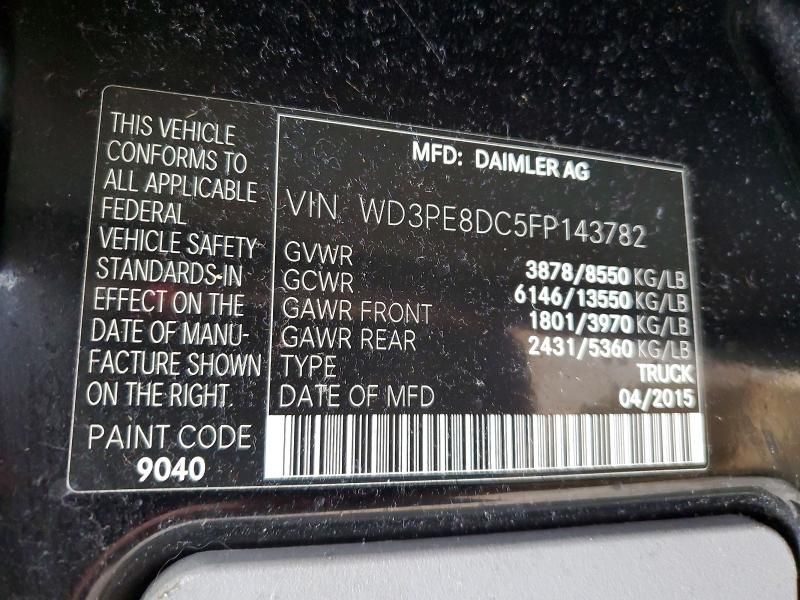 THIS VEHICLE
CONFORMS TO
ALL APPLICABLE
FEDERAL
VEHICLE SAFETY
STANDARDS-IN
EFFECT ON THE
DATE OF MANU-
FACTURE SHOWN
ON THE RIGHT.
PAINT CODE
9040
MFD: DAIMLER AG
VIN WD3PE8DC5FP143782
GVWR 3878/8550 KG/LB
GCWR 6146/13550 KG/LB
GAWR FRONT 1801/3970 KG/LB
GAWR REAR 2431/5360 KG/LB
TYPE TRUCK
DATE OF MFD 04/2015